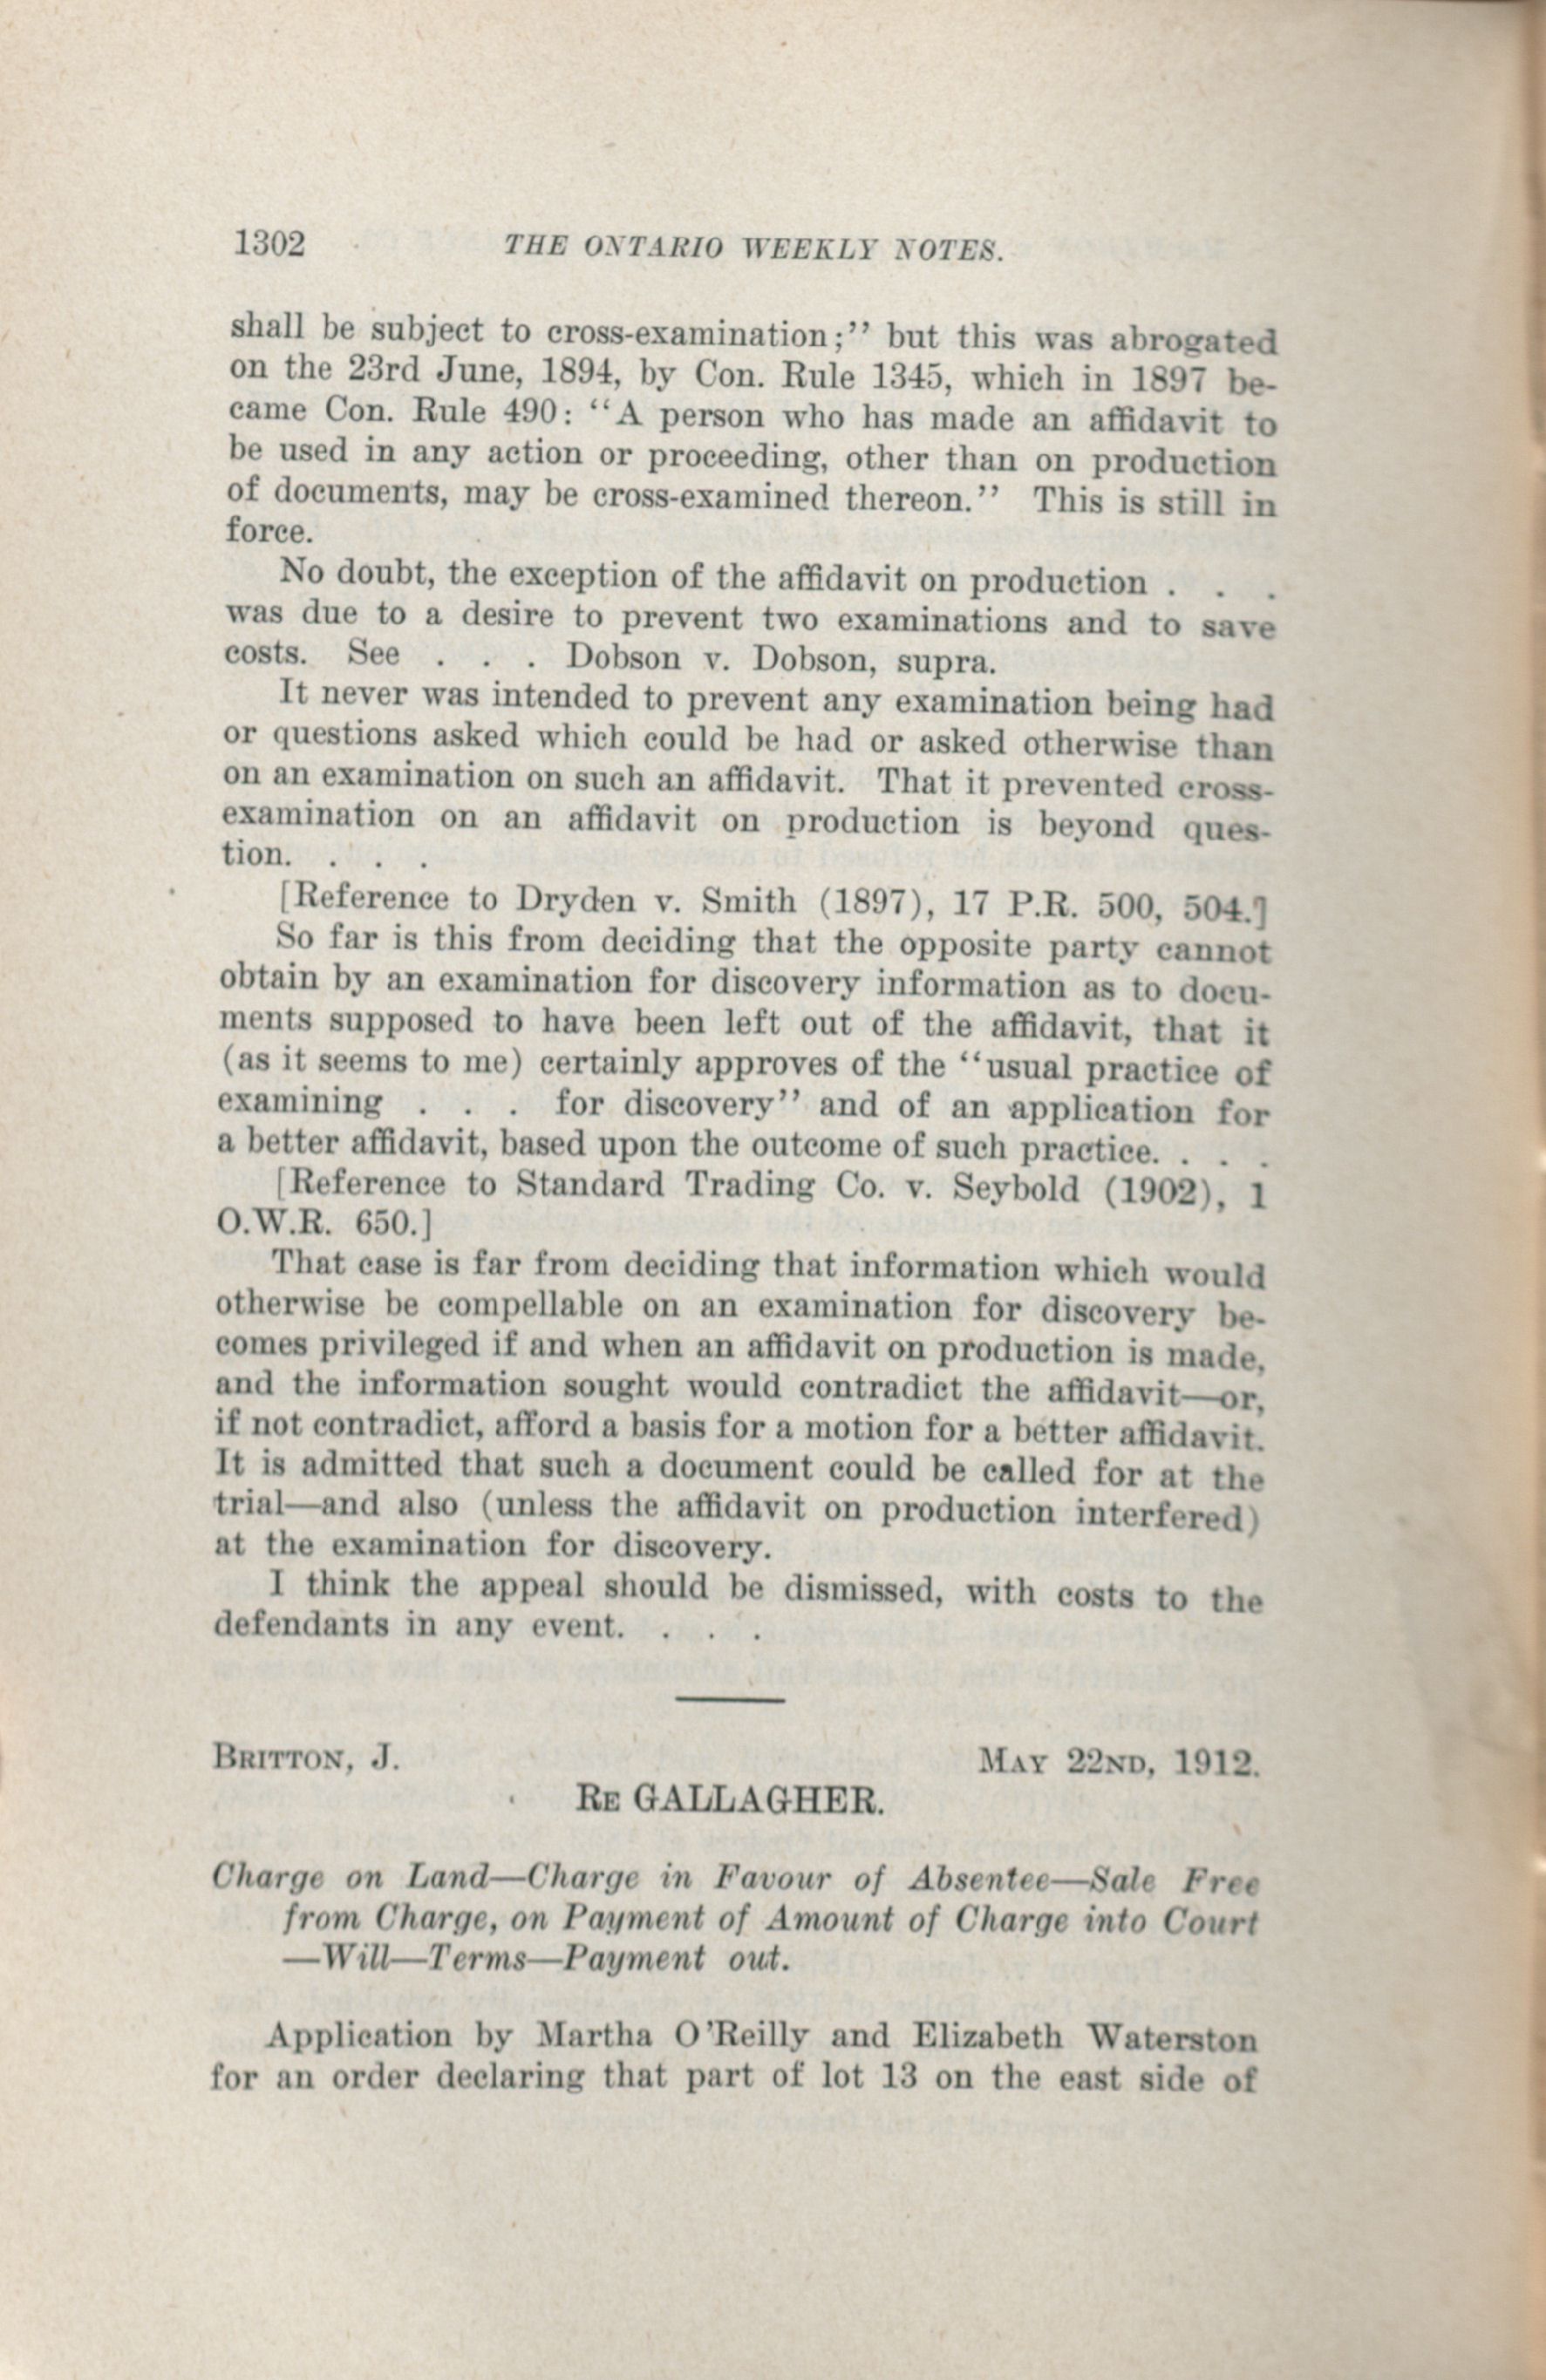 1302 THE ONTARIO WEEKLY NOTES.
shall be subject to cross-examination;’’ but this was abrogated
on the 23rd June, 1894, by Con. Rule 1345, which in 1897 be-
came Con. Rule 490: ‘‘A person who has made an affidavit to
be used in any action or proceeding, other than on production
of documents, may be cross-examined thereon.’’ This is still in
force.
No doubt, the exception of the affidavit on production . . .
was due to a desire to prevent two examinations and to save
costs. See . . . Dobson v. Dobson, supra.
It never was intended to prevent any examination being had
or questions asked which could be had or asked otherwise than
on an examination on such an affidavit. That it prevented cross-
examination on an affidavit on production is beyond ques-
tion. . . .
[Reference to Dryden v. Smith (1897), 17 P.R. 500, 504.]
So far is this from deciding that the opposite party cannot
obtain by an examination for discovery information as to docu-
ments supposed to have been left out of the affidavit, that it
(as it seems to me) certainly approves of the ‘‘usual practice of
examining . . . for discovery’’ and of an application for
a better affidavit, based upon the outcome of such practice. . . .
[Reference to Standard Trading Co. v. Seybold (1902), 1
O.W.R. 650.]
That case is far from deciding that information which would
otherwise be compellable on an examination for discovery be-
comes privileged if and when an affidavit on production is made,
and the information sought would contradict the affidavit—or,
if not contradict, afford a basis for a motion for a better affidavit.
It is admitted that such a document could be called for at the
trial—and also (unless the affidavit on production interfered)
at the examination for discovery.
I think the appeal should be dismissed, with costs to the
defendants in any event. . . .
BRITTON, J. MAY 22ND, 1912.
RE GALLAGHER.
Charge on Land—Charge in Favour of Absentee—Sale Free
from Charge, on Payment of Amount of Charge into Court
—Will—Terms—Payment out.
Application by Martha O’Reilly and Elizabeth Waterston
for an order declaring that part of lot 13 on the east side of